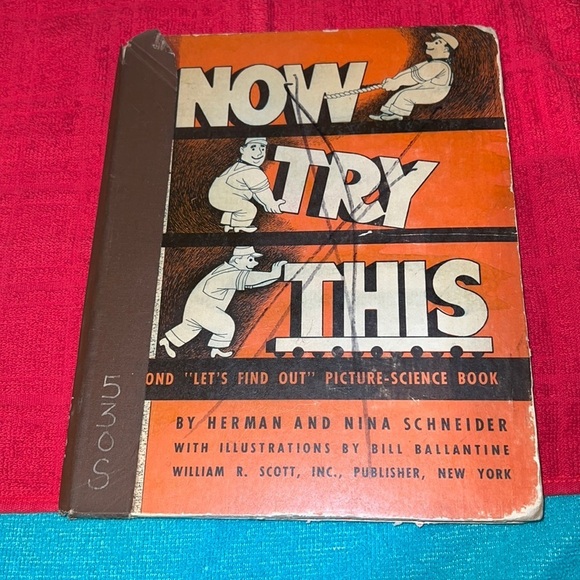 NOW
TRY
THIS
OND "LET'S FIND OUT" PICTURE-SCIENCE BOOK
BY HERMAN AND NINA SCHNEIDER
WITH ILLUSTRATIONS BY BILL BALLANTINE
WILLIAM R. SCOTT, INC., PUBLISHER, NEW YORK
530S